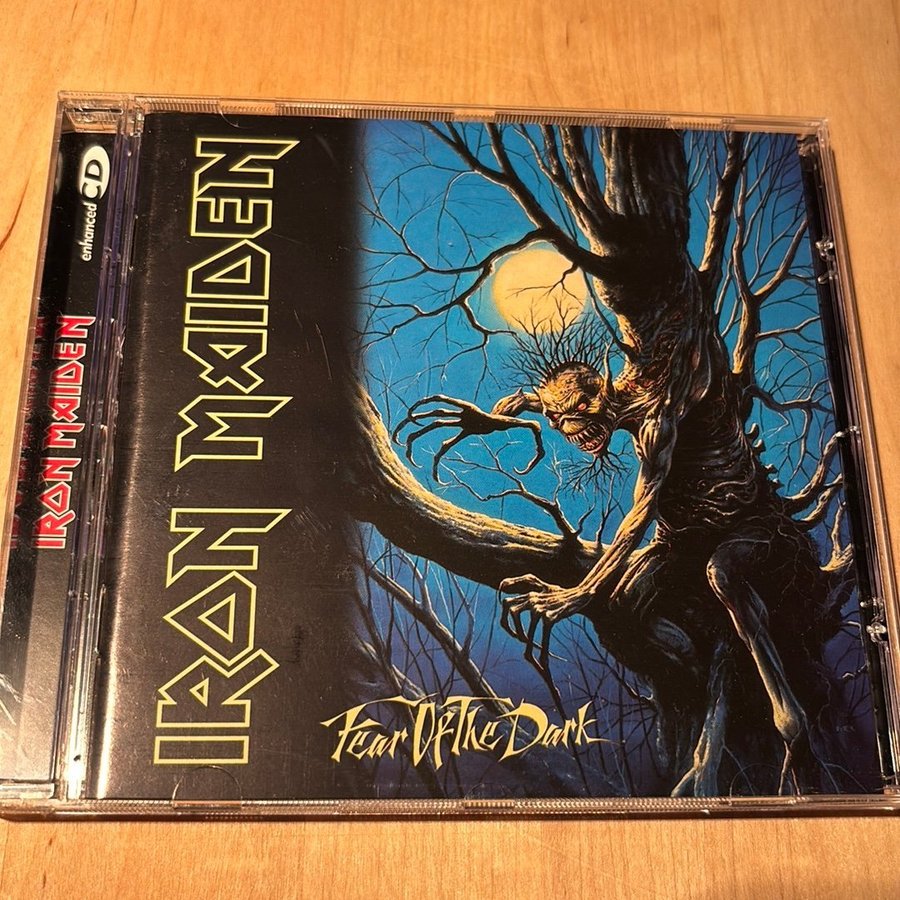 enhanced CD
IRON MAIDEN
IRON MAIDEN
Fear Of The Dark